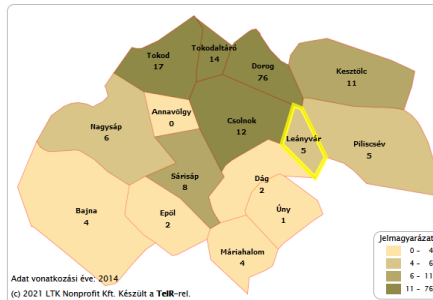 Tokod
17
Tokodaltáró
14
Dorog
76
Kesztölc
11
Annavölgy
0
Csolnok
12
Nagysáp
6
Leányvár
5
Piliscsév
5
Sárisáp
8
Dág
2
Bajna
4
Epöl
2
Úny
1
Máriahalom
4
Jelmagyarázat
0 - 4
4 - 6
6 - 11
11 - 76
Adat vonatkozási éve: 2014
(c) 2021 LTK Nonprofit Kft. Készült a TeIR-rel.